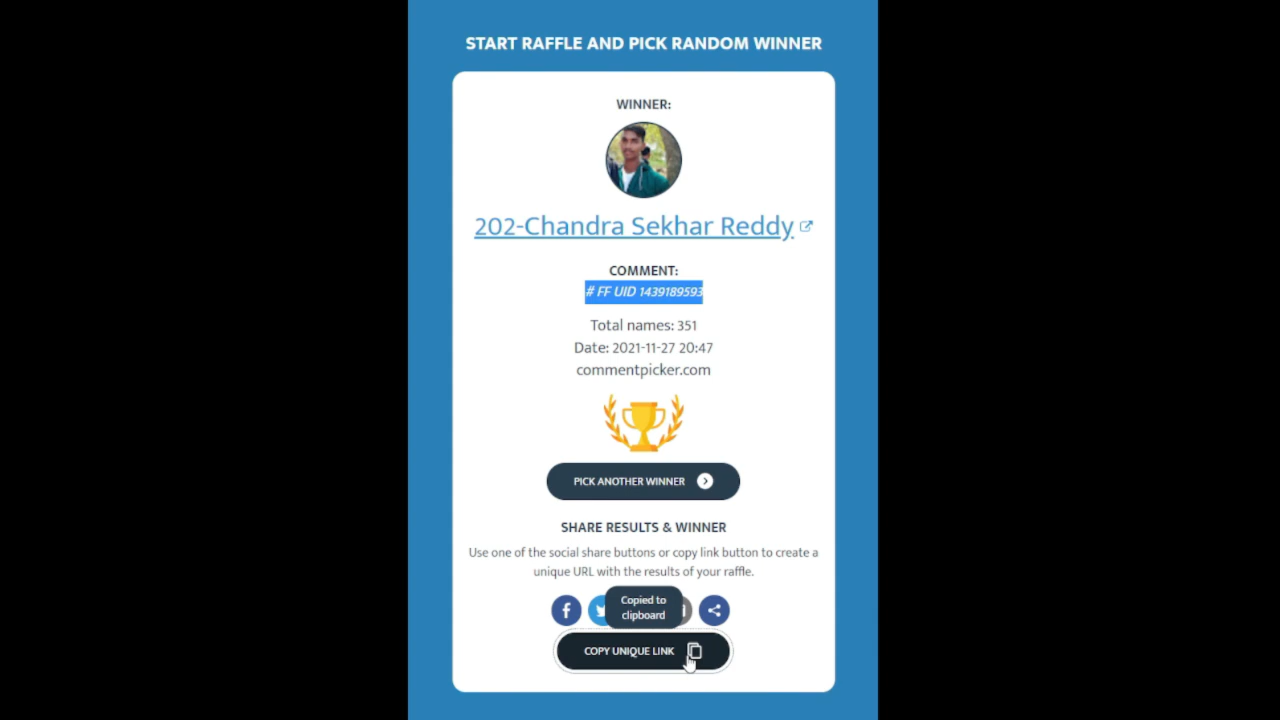 START RAFFLE AND PICK RANDOM WINNER
WINNER:
202-Chandra Sekhar Reddy
COMMENT:
# FF UID 1439189593
Total names: 351
Date: 2021-11-27 20:47
commentpicker.com
PICK ANOTHER WINNER
SHARE RESULTS & WINNER
Use one of the social share buttons or copy link button to create a
unique URL with the results of your raffle.
Copied to
clipboard
COPY UNIQUE LINK